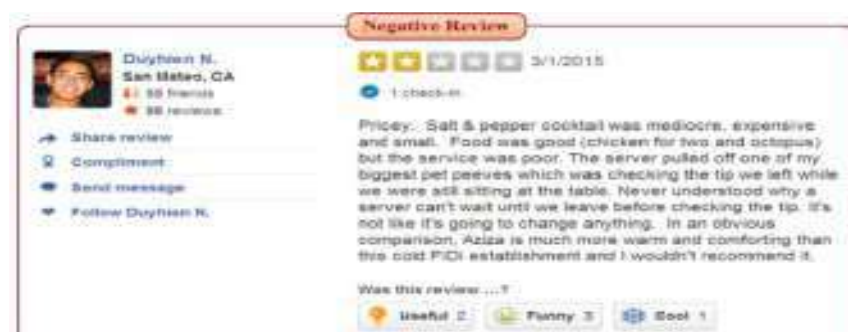 Negative Review
Duyhien N.
San Mateo, CA
friends
reviews
Share review
Compliment
Send message
Follow Duyhien N.
3/1/2015
1 check-in
Pricey. Salt & pepper cocktail was mediocre, expensive
and small. Food was good (chicken for two and octopus)
but the service was poor. The server pulled off one of my
biggest pet peeves which was checking the tip we left while
we were still sitting at the table. Never understood why a
server can't wait until we leave before checking the tip. It's
not like it's going to change anything. In an obvious
comparison, Aziza is much more warm and comforting than
this cold FiDi establishment and I wouldn't recommend it.
Was this review ...?
Useful 2
Funny 3
Cool 1